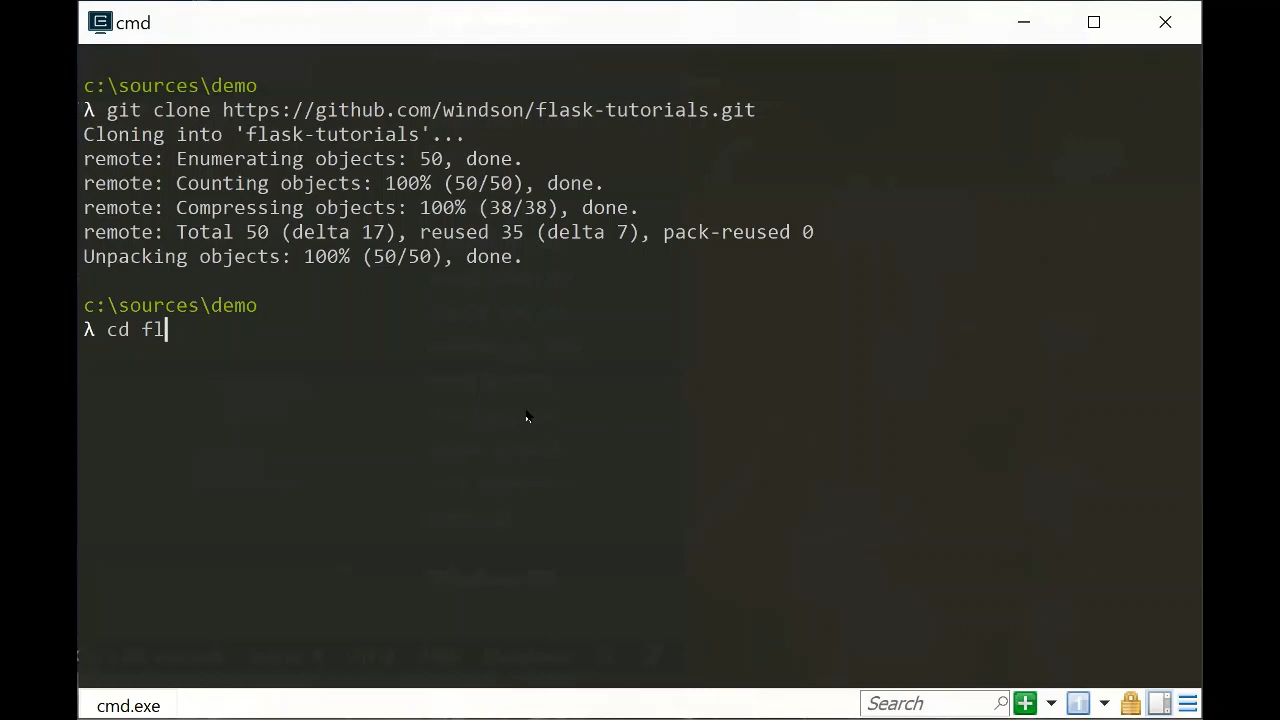 cmd
c:\sources\demo
λ git clone https://github.com/windson/flask-tutorials.git
Cloning into 'flask-tutorials'...
remote: Enumerating objects: 50, done.
remote: Counting objects: 100% (50/50), done.
remote: Compressing objects: 100% (38/38), done.
remote: Total 50 (delta 17), reused 35 (delta 7), pack-reused 0
Unpacking objects: 100% (50/50), done.
c:\sources\demo
λ cd fl
cmd.exe
Search
1